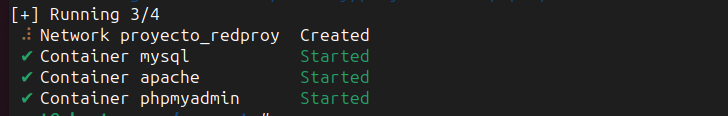 [+] Running 3/4
⠼ Network proyecto_redproy  Created
✔ Container mysql           Started
✔ Container apache          Started
✔ Container phpmyadmin      Started